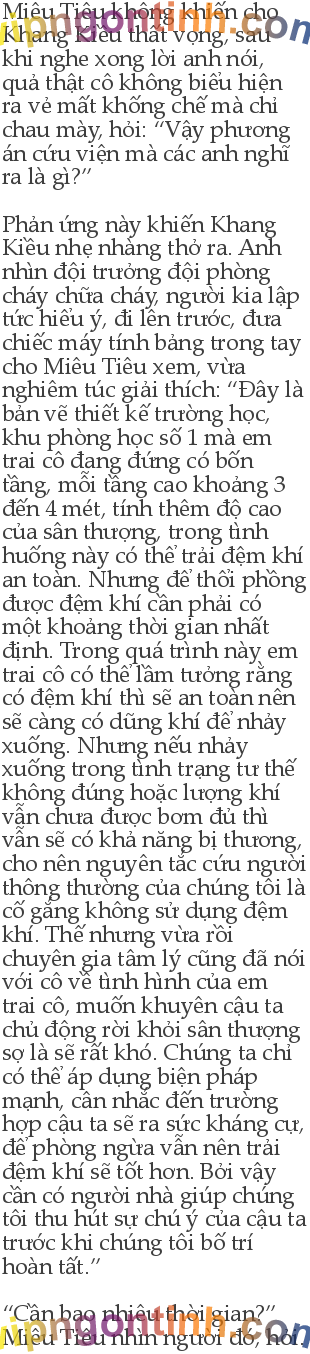 Miêu Tiêu không khiến cho
Khang Kiều thất vọng, sau
khi nghe xong lời anh nói,
quả thật cô không biểu hiện
ra vẻ mất khống chế mà chỉ
chau mày, hỏi: “Vậy phương
án cứu viện mà các anh nghĩ
ra là gì?”
Phản ứng này khiến Khang
Kiều nhẹ nhàng thở ra. Anh
nhìn đội trưởng đội phòng
cháy chữa cháy, người kia lập
tức hiểu ý, đi lên trước, đưa
chiếc máy tính bảng trong tay
cho Miêu Tiêu xem, vừa
nghiêm túc giải thích: “Đây là
bản vẽ thiết kế trường học,
khu phòng học số 1 mà em
trai cô đang đứng có bốn
tầng, mỗi tầng cao khoảng 3
đến 4 mét, tính thêm độ cao
của sân thượng, trong tình
huống này có thể trải đệm khí
an toàn. Nhưng để thổi phồng
được đệm khí cần phải có
một khoảng thời gian nhất
định. Trong quá trình này em
trai cô có thể lầm tưởng rằng
có đệm khí thì sẽ an toàn nên
sẽ càng có dũng khí để nhảy
xuống. Nhưng nếu nhảy
xuống trong tình trạng tư thế
không đúng hoặc lượng khí
vẫn chưa được bơm đủ thì
vẫn sẽ có khả năng bị thương,
cho nên nguyên tắc cứu người
thông thường của chúng tôi là
cố gắng không sử dụng đệm
khí. Thế nhưng vừa rồi
chuyên gia tâm lý cũng đã nói
với cô về tình hình của em
trai cô, muốn khuyên cậu ta
chủ động rời khỏi sân thượng
sợ là sẽ rất khó. Chúng ta chỉ
có thể áp dụng biện pháp
mạnh, cân nhắc đến trường
hợp cậu ta sẽ ra sức kháng cự,
để phòng ngừa vẫn nên trải
đệm khí sẽ tốt hơn. Bởi vậy
cần có người nhà giúp chúng
tôi thu hút sự chú ý của cậu ta
trước khi chúng tôi bố trí
hoàn tất.”
“Cần bao nhiêu thời gian?”
Miêu Tiêu nhìn người đó, hỏi.